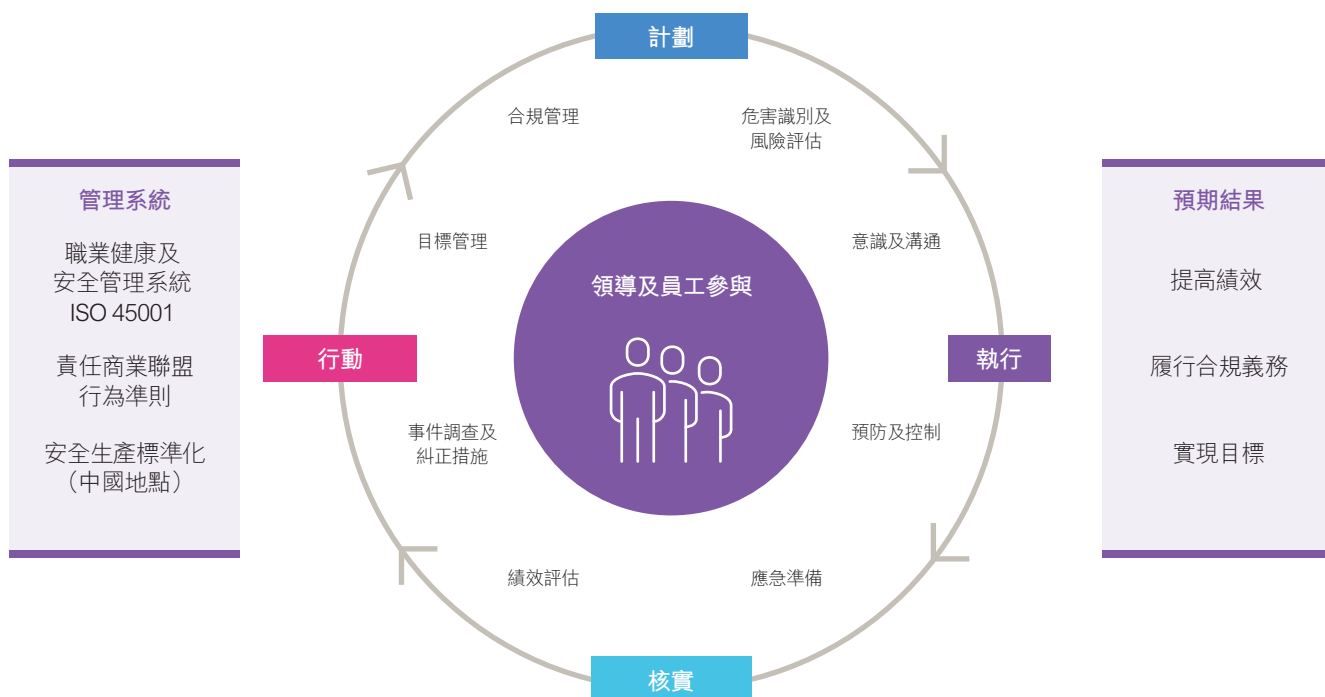 計劃
合規管理
危害識別及
風險評估
管理系統
職業健康及
安全管理系統
ISO 45001
責任商業聯盟
行為準則
安全生產標準化
（中國地點）
目標管理
意識及溝通
領導及員工參與
行動
執行
事件調查及
糾正措施
預防及控制
績效評估
應急準備
核實
預期結果
提高績效
履行合規義務
實現目標